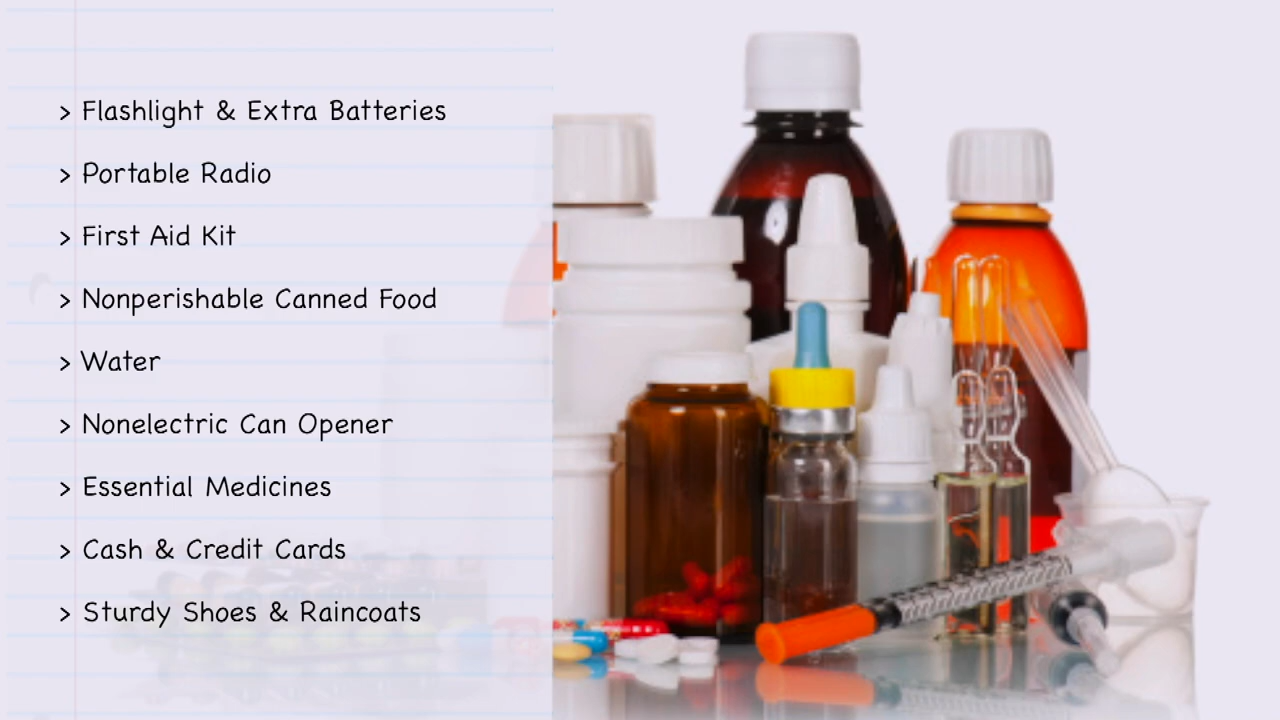 > Flashlight & Extra Batteries
> Portable Radio
> First Aid Kit
> Nonperishable Canned Food
> Water
> Nonelectric Can Opener
> Essential Medicines
> Cash & Credit Cards
> Sturdy Shoes & Raincoats